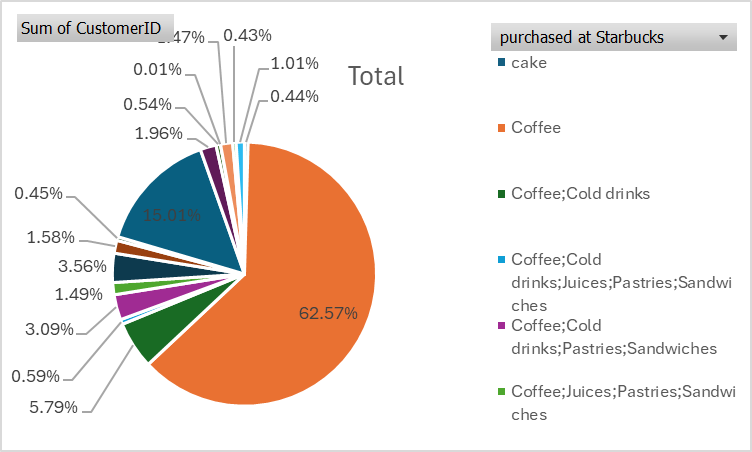 Sum of CustomerID
0.43%
purchased at Starbucks
1.01%
0.01%
Total
0.44%
0.54%
1.96%
15.01%
0.45%
1.58%
3.56%
1.49%
3.09%
0.59%
5.79%
62.57%
cake
Coffee
Coffee;Cold drinks
Coffee;Cold
drinks;Juices;Pastries;Sandwi
ches
Coffee;Cold
drinks;Pastries;Sandwiches
Coffee;Juices;Pastries;Sandwi
ches